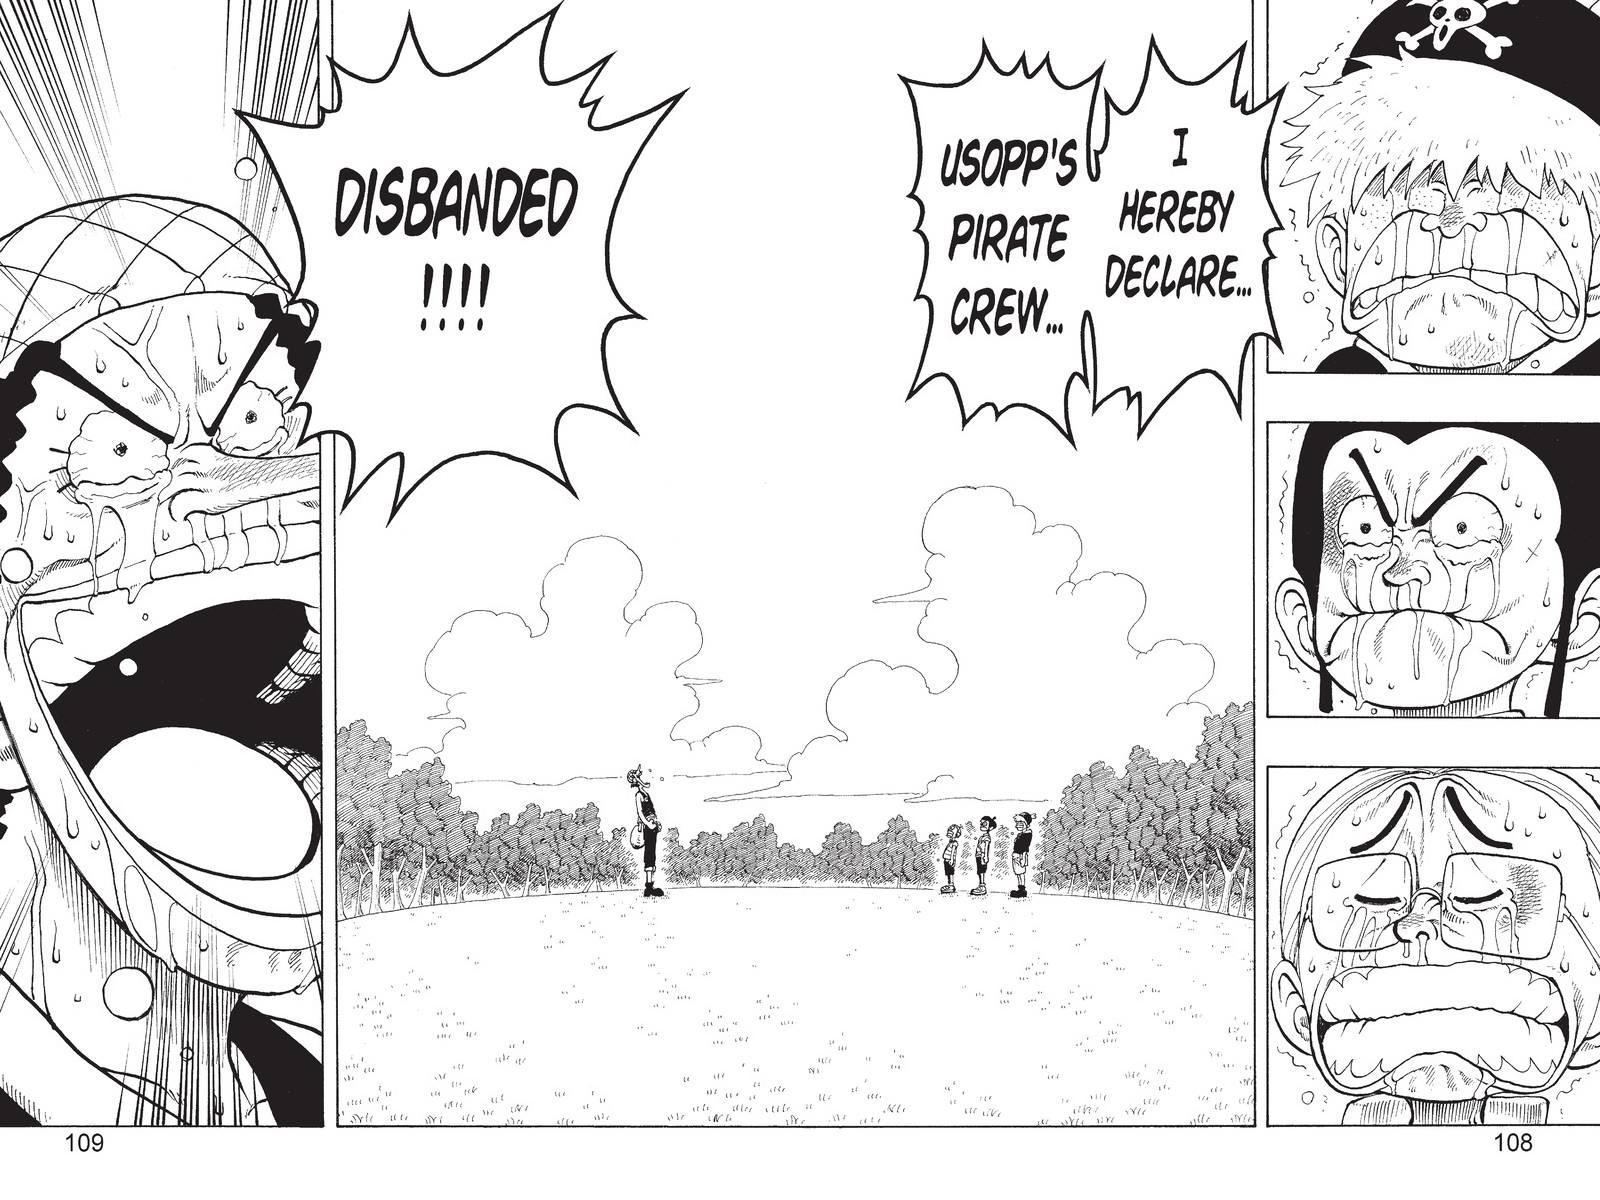 I
HEREBY
DECLARE...
USOPP'S
PIRATE
CREW...
DISBANDED
!!!!
109
108